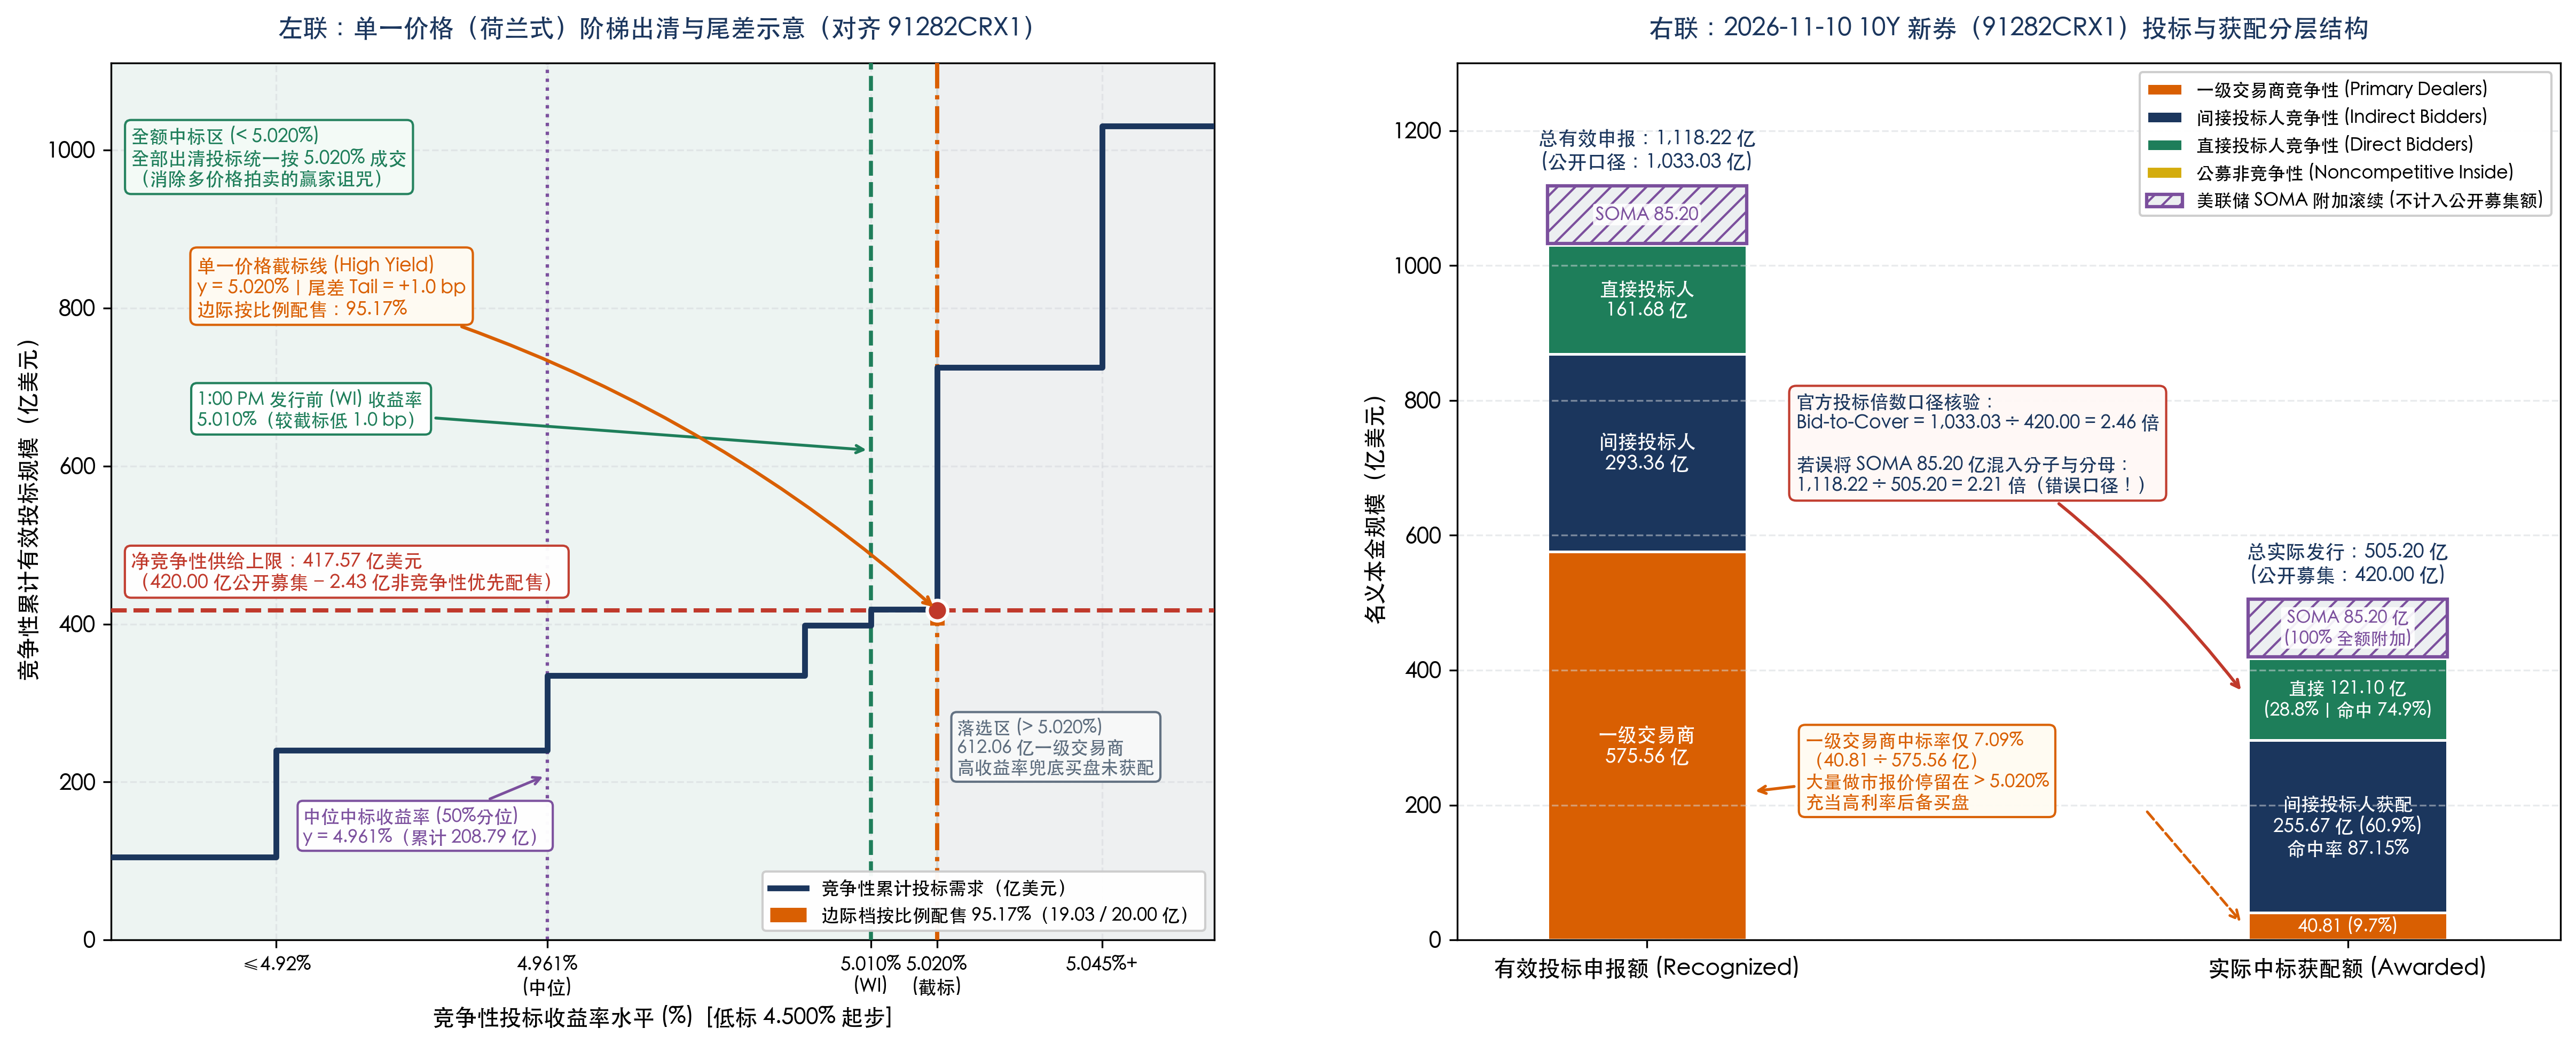 左联：单一价格（荷兰式）阶梯出清与尾差示意（对齐 91282CRX1）
竞争性累计有效投标规模（亿美元）
1000
800
600
400
200
0
全额中标区 (< 5.020%)
全部出清投标统一按 5.020% 成交
（消除多价格拍卖的赢家诅咒）
单一价格截标线 (High Yield)
y = 5.020% | 尾差 Tail = +1.0 bp
边际按比例配售：95.17%
1:00 PM 发行前 (WI) 收益率
5.010%（较截标低 1.0 bp）
净竞争性供给上限：417.57 亿美元
（420.00 亿公开募集 − 2.43 亿非竞争性优先配售）
落选区 (> 5.020%)
612.06 亿一级交易商
高收益率兜底买盘未获配
中位中标收益率 (50%分位)
y = 4.961%（累计 208.79 亿）
竞争性累计投标需求（亿美元）
边际档按比例配售 95.17%（19.03 / 20.00 亿）
≤4.92%
4.961%
(中位)
5.010%
(WI)
5.020%
(截标)
5.045%+
竞争性投标收益率水平 (%)［低标 4.500% 起步］
右联：2026-11-10 10Y 新券（91282CRX1）投标与获配分层结构
名义本金规模（亿美元）
1200
1000
800
600
400
200
0
一级交易商竞争性 (Primary Dealers)
间接投标人竞争性 (Indirect Bidders)
直接投标人竞争性 (Direct Bidders)
公募非竞争性 (Noncompetitive Inside)
美联储 SOMA 附加滚续 (不计入公开募集额)
总有效申报：1,118.22 亿
(公开口径：1,033.03 亿)
SOMA 85.20
直接投标人
161.68 亿
间接投标人
293.36 亿
一级交易商
575.56 亿
官方投标倍数口径核验：
Bid-to-Cover = 1,033.03 ÷ 420.00 = 2.46 倍
若误将 SOMA 85.20 亿混入分子与分母：
1,118.22 ÷ 505.20 = 2.21 倍（错误口径！）
一级交易商中标率仅 7.09%
（40.81 ÷ 575.56 亿）
大量做市报价停留在 > 5.020%
充当高利率后备买盘
总实际发行：505.20 亿
(公开募集：420.00 亿)
SOMA 85.20 亿
(100% 全额附加)
直接 121.10 亿
(28.8% | 命中 74.9%)
间接投标人获配
255.67 亿 (60.9%)
命中率 87.15%
40.81 (9.7%)
有效投标申报额 (Recognized)
实际中标获配额 (Awarded)